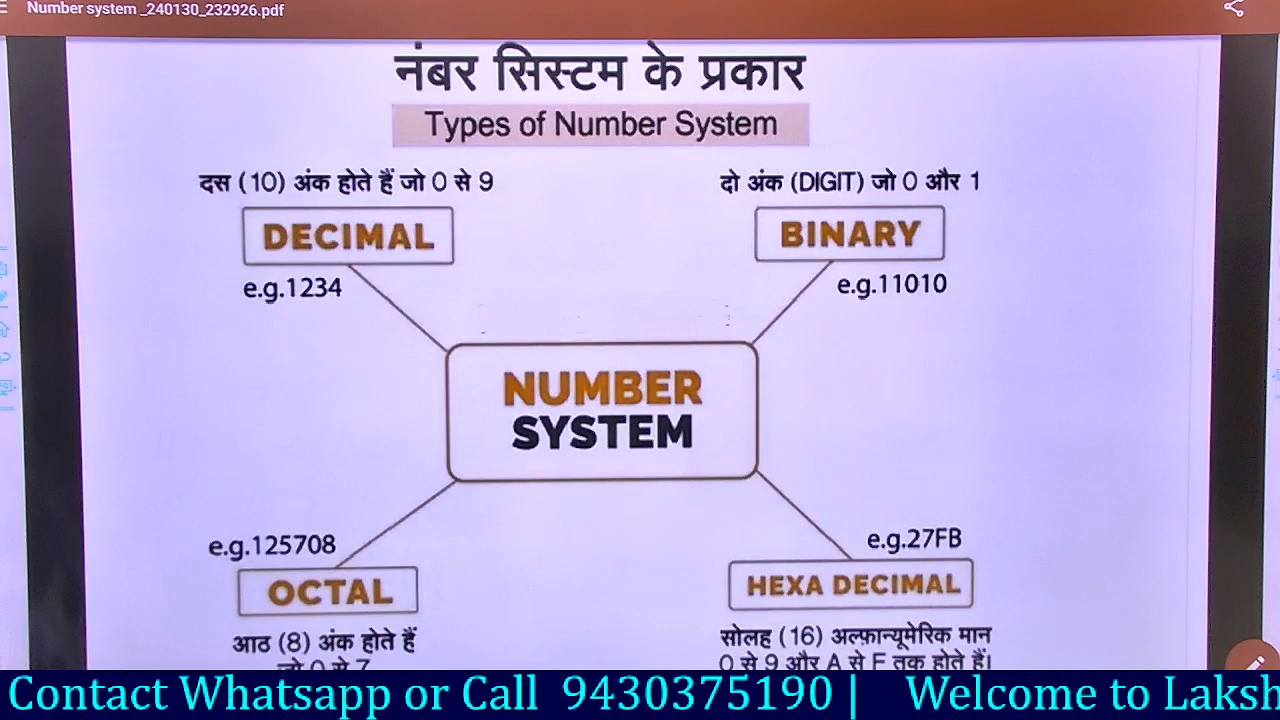 Number system _240130_232926.pdf
नंबर सिस्टम के प्रकार
Types of Number System
दस (10) अंक होते हैं जो 0 से 9
DECIMAL
e.g.1234
दो अंक (DIGIT) जो 0 और 1
BINARY
e.g.11010
NUMBER
SYSTEM
e.g.125708
OCTAL
आठ (8) अंक होते हैं
जो 0 से 7
e.g.27FB
HEXA DECIMAL
सोलह (16) अल्फान्यूमेरिक मान
0 से 9 और A से F तक होते हैं।
Contact Whatsapp or Call 9430375190 | Welcome to Laksh